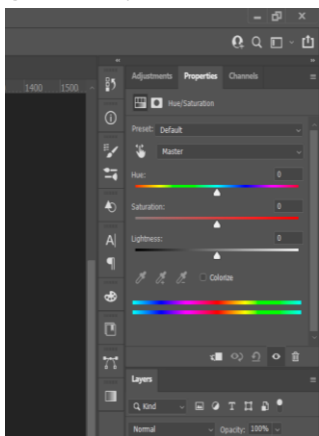 1400 1500
Adjustments Properties Channels
Hue/Saturation
Preset: Default
Master
Hue: 0
Saturation: 0
Lightness: 0
Colorize
Layers
Kind
Normal Opacity: 100%